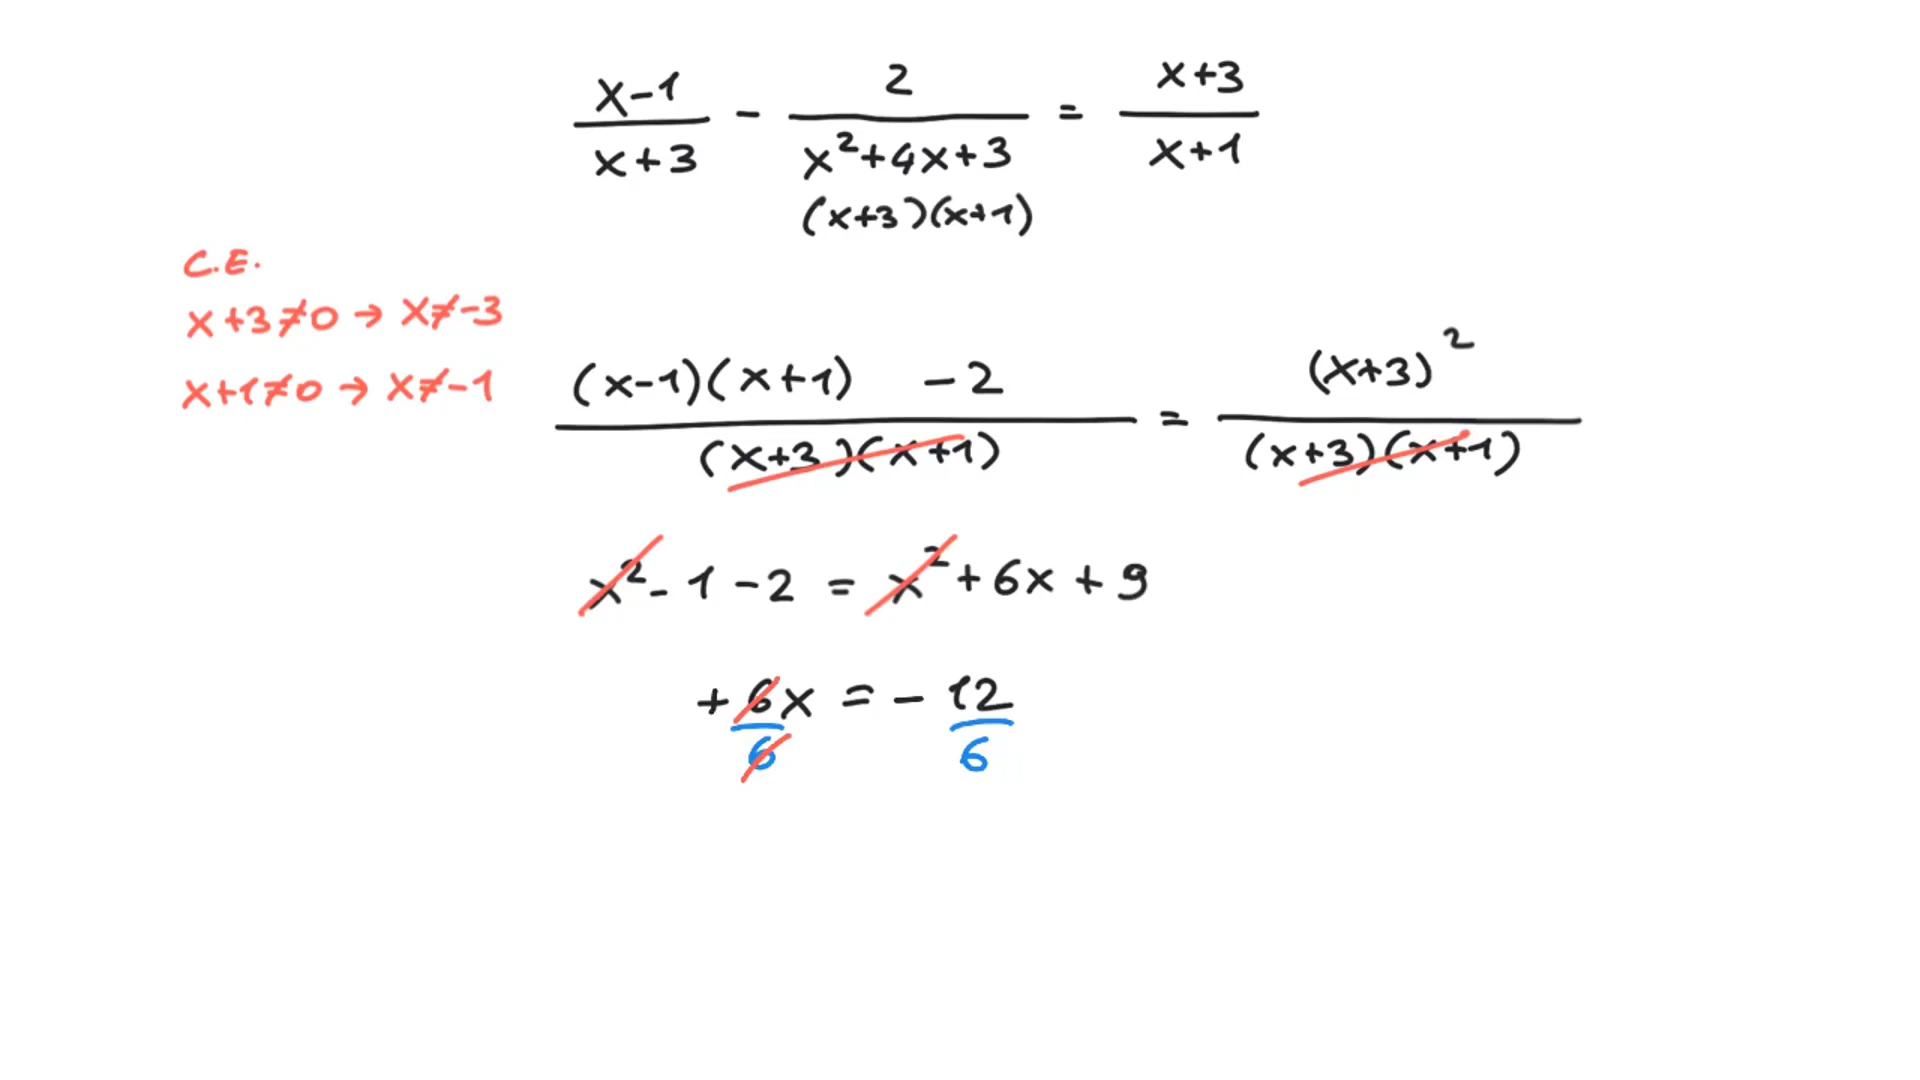 x-1/x+3 - 2/x²+4x+3 = x+3/x+1
(x+3)(x+1)
C.E.
x+3≠0 → x≠-3
x+1≠0 → x≠-1
(x-1)(x+1) -2/(x+3)(x+1) = (x+3)²/(x+3)(x+1)
x²-1-2 = x²+6x+9
+6x/6 = -12/6